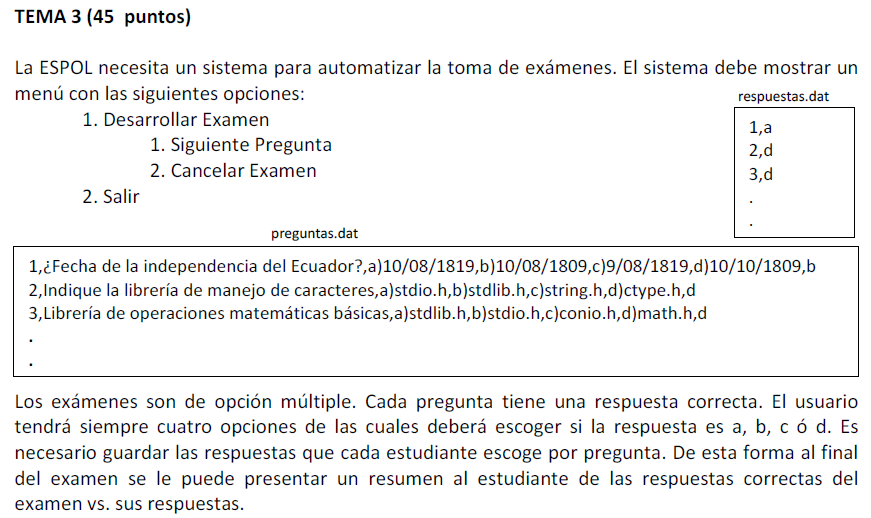 TEMA 3 (45 puntos)
La ESPOL necesita un sistema para automatizar la toma de exámenes. El sistema debe mostrar un
menú con las siguientes opciones:
1. Desarrollar Examen
1. Siguiente Pregunta
2. Cancelar Examen
2. Salir
respuestas.dat
1,a
2,d
3,d
.
.
preguntas.dat
1,¿Fecha de la independencia del Ecuador?,a)10/08/1819,b)10/08/1809,c)9/08/1819,d)10/10/1809,b
2,Indique la librería de manejo de caracteres,a)stdio.h,b)stdlib.h,c)string.h,d)ctype.h,d
3,Librería de operaciones matemáticas básicas,a)stdlib.h,b)stdio.h,c)conio.h,d)math.h,d
.
.
Los exámenes son de opción múltiple. Cada pregunta tiene una respuesta correcta. El usuario
tendrá siempre cuatro opciones de las cuales deberá escoger si la respuesta es a, b, c ó d. Es
necesario guardar las respuestas que cada estudiante escoge por pregunta. De esta forma al final
del examen se le puede presentar un resumen al estudiante de las respuestas correctas del
examen vs. sus respuestas.